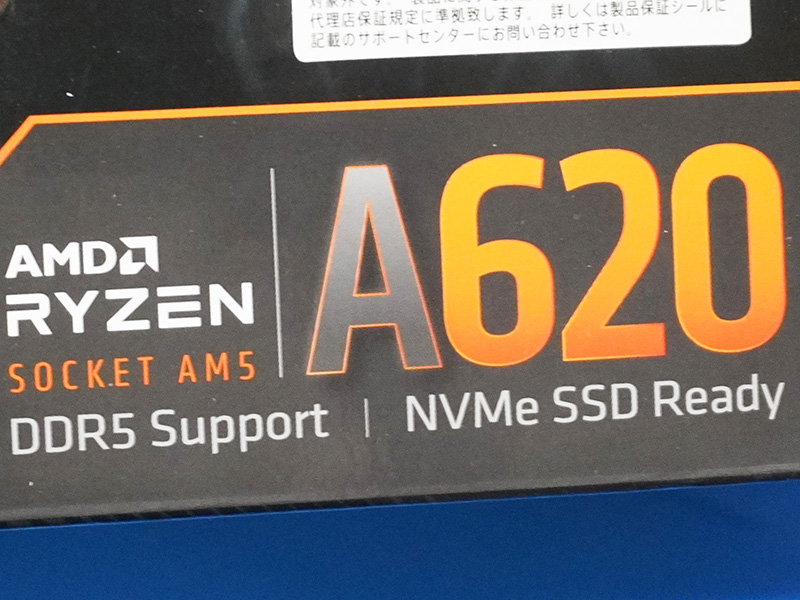 代理店保証規定に準拠致します。 詳しくは製品保証シールに
記載のサポートセンターにお問い合わせ下さい。
AMD
RYZEN
SOCKET AM5
A620
DDR5 Support | NVMe SSD Ready